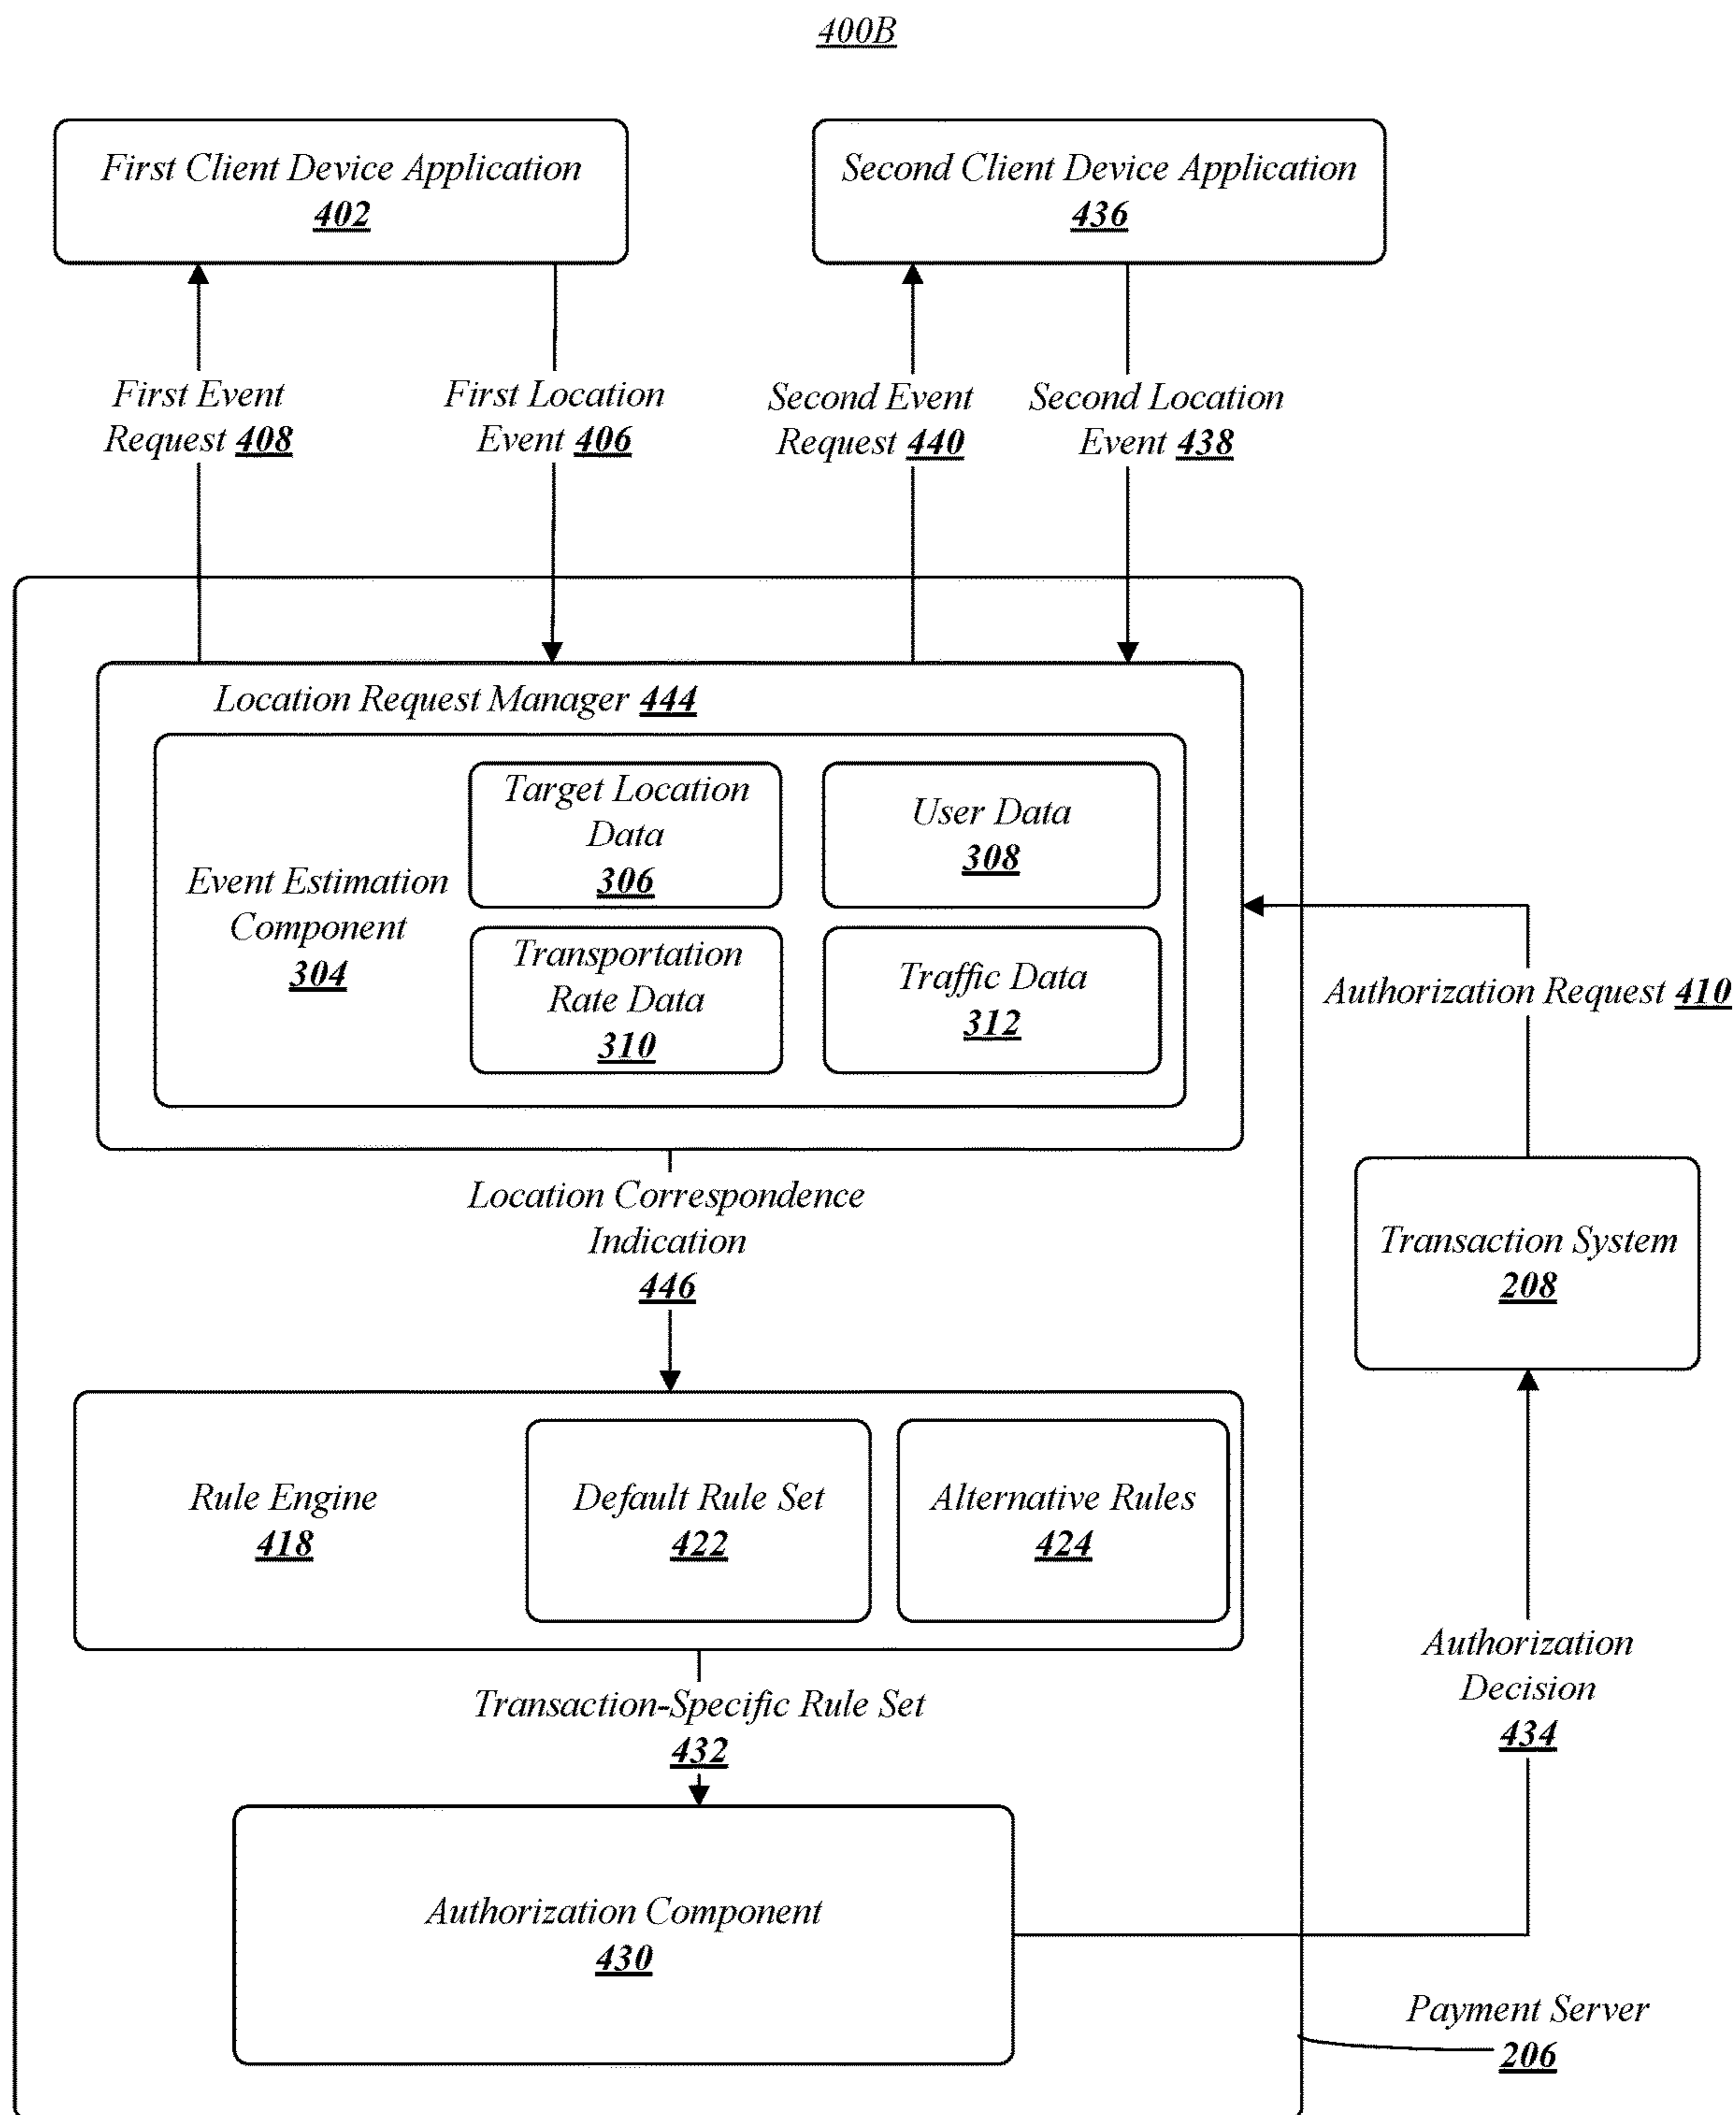 400B
First Client Device Application
402
Second Client Device Application
436
First Event
Request 408
First Location
Event 406
Second Event
Request 440
Second Location
Event 438
Location Request Manager 444
Event Estimation
Component
304
Target Location
Data
306
User Data
308
Transportation
Rate Data
310
Traffic Data
312
Authorization Request 410
Location Correspondence
Indication
446
Transaction System
208
Rule Engine
418
Default Rule Set
422
Alternative Rules
424
Transaction-Specific Rule Set
432
Authorization
Decision
434
Authorization Component
430
Payment Server
206